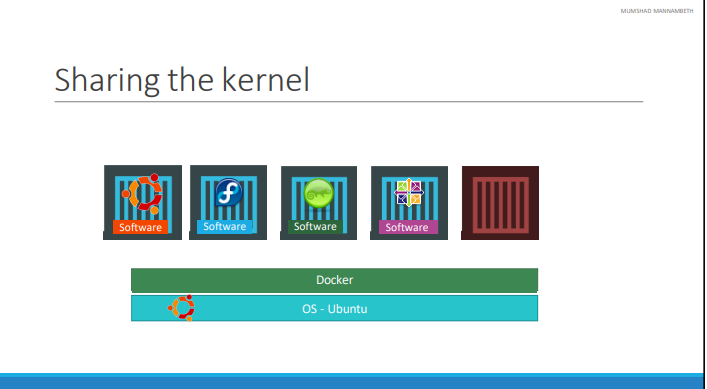 MUMSHAD MANNAMBETH
Sharing the kernel
Software
Software
Software
Software
Docker
OS - Ubuntu